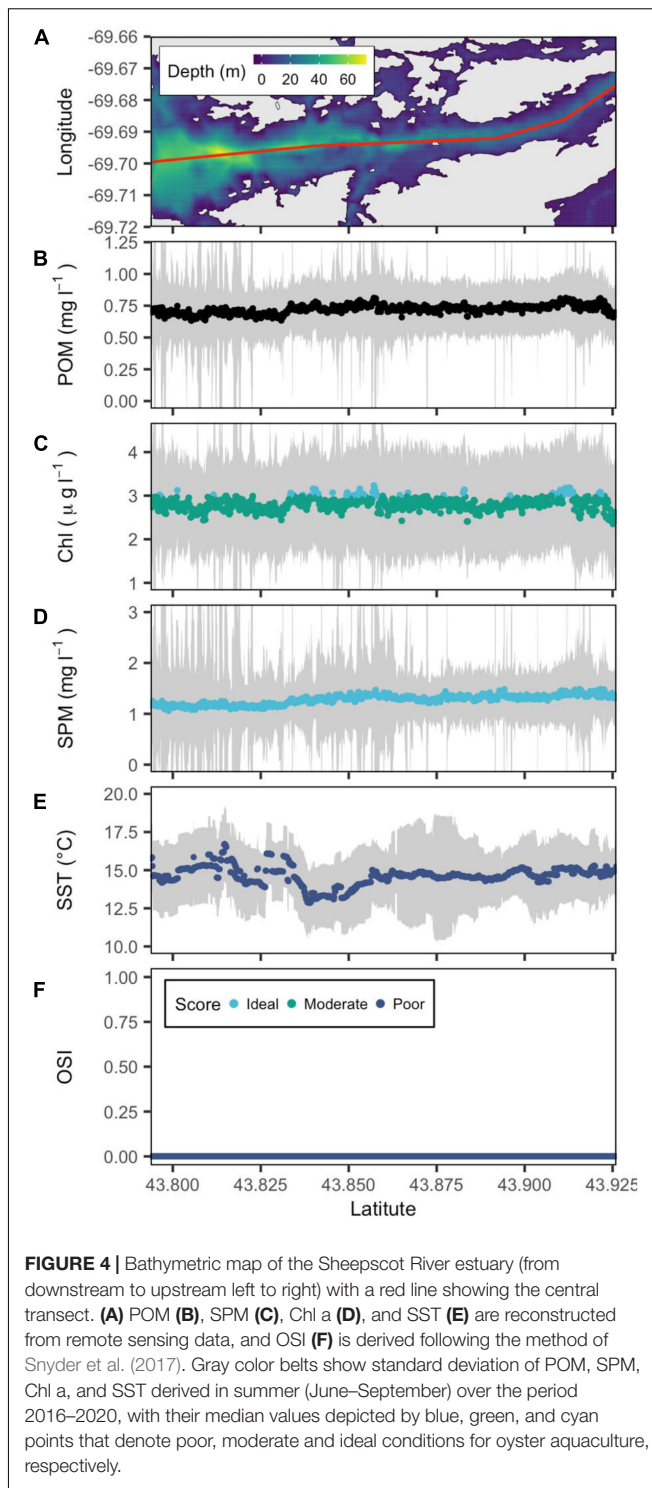 A
-69.66
-69.67
-69.68
-69.69
-69.70
-69.71
-69.72
Longitude
Depth (m)
0 20 40 60
B
1.25
1.00
0.75
0.50
0.25
0.00
POM (mg l⁻¹)
C
4
3
2
1
Chl (μ g l⁻¹)
D
3
2
1
0
SPM (mg l⁻¹)
E
20.0
17.5
15.0
12.5
10.0
SST (°C)
F
1.00
0.75
0.50
0.25
0.00
OSI
Score Ideal Moderate Poor
43.800 43.825 43.850 43.875 43.900 43.925
Latitute
FIGURE 4 | Bathymetric map of the Sheepscot River estuary (from
downstream to upstream left to right) with a red line showing the central
transect. (A) POM (B), SPM (C), Chl a (D), and SST (E) are reconstructed
from remote sensing data, and OSI (F) is derived following the method of
Snyder et al. (2017). Gray color belts show standard deviation of POM, SPM,
Chl a, and SST derived in summer (June–September) over the period
2016–2020, with their median values depicted by blue, green, and cyan
points that denote poor, moderate and ideal conditions for oyster aquaculture,
respectively.